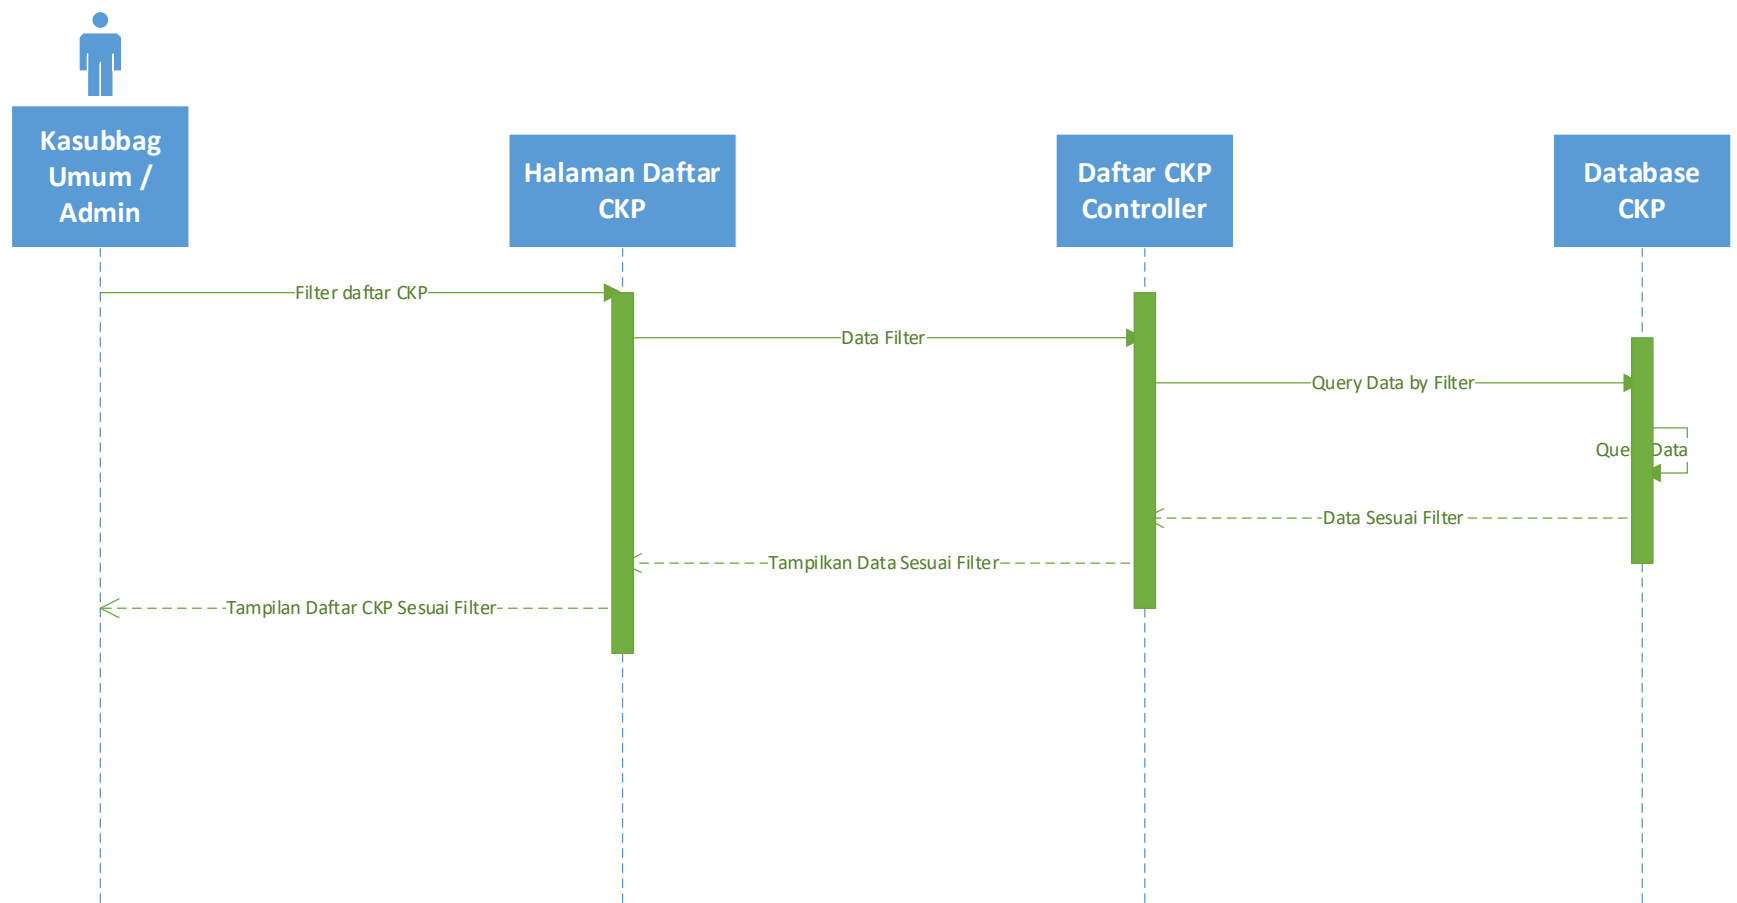 Kasubbag
Umum /
Admin
Halaman Daftar
CKP
Daftar CKP
Controller
Database
CKP
Filter daftar CKP
Data Filter
Query Data by Filter
Data
Data Sesuai Filter
Tampilkan Data Sesuai Filter
Tampilan Daftar CKP Sesuai Filter